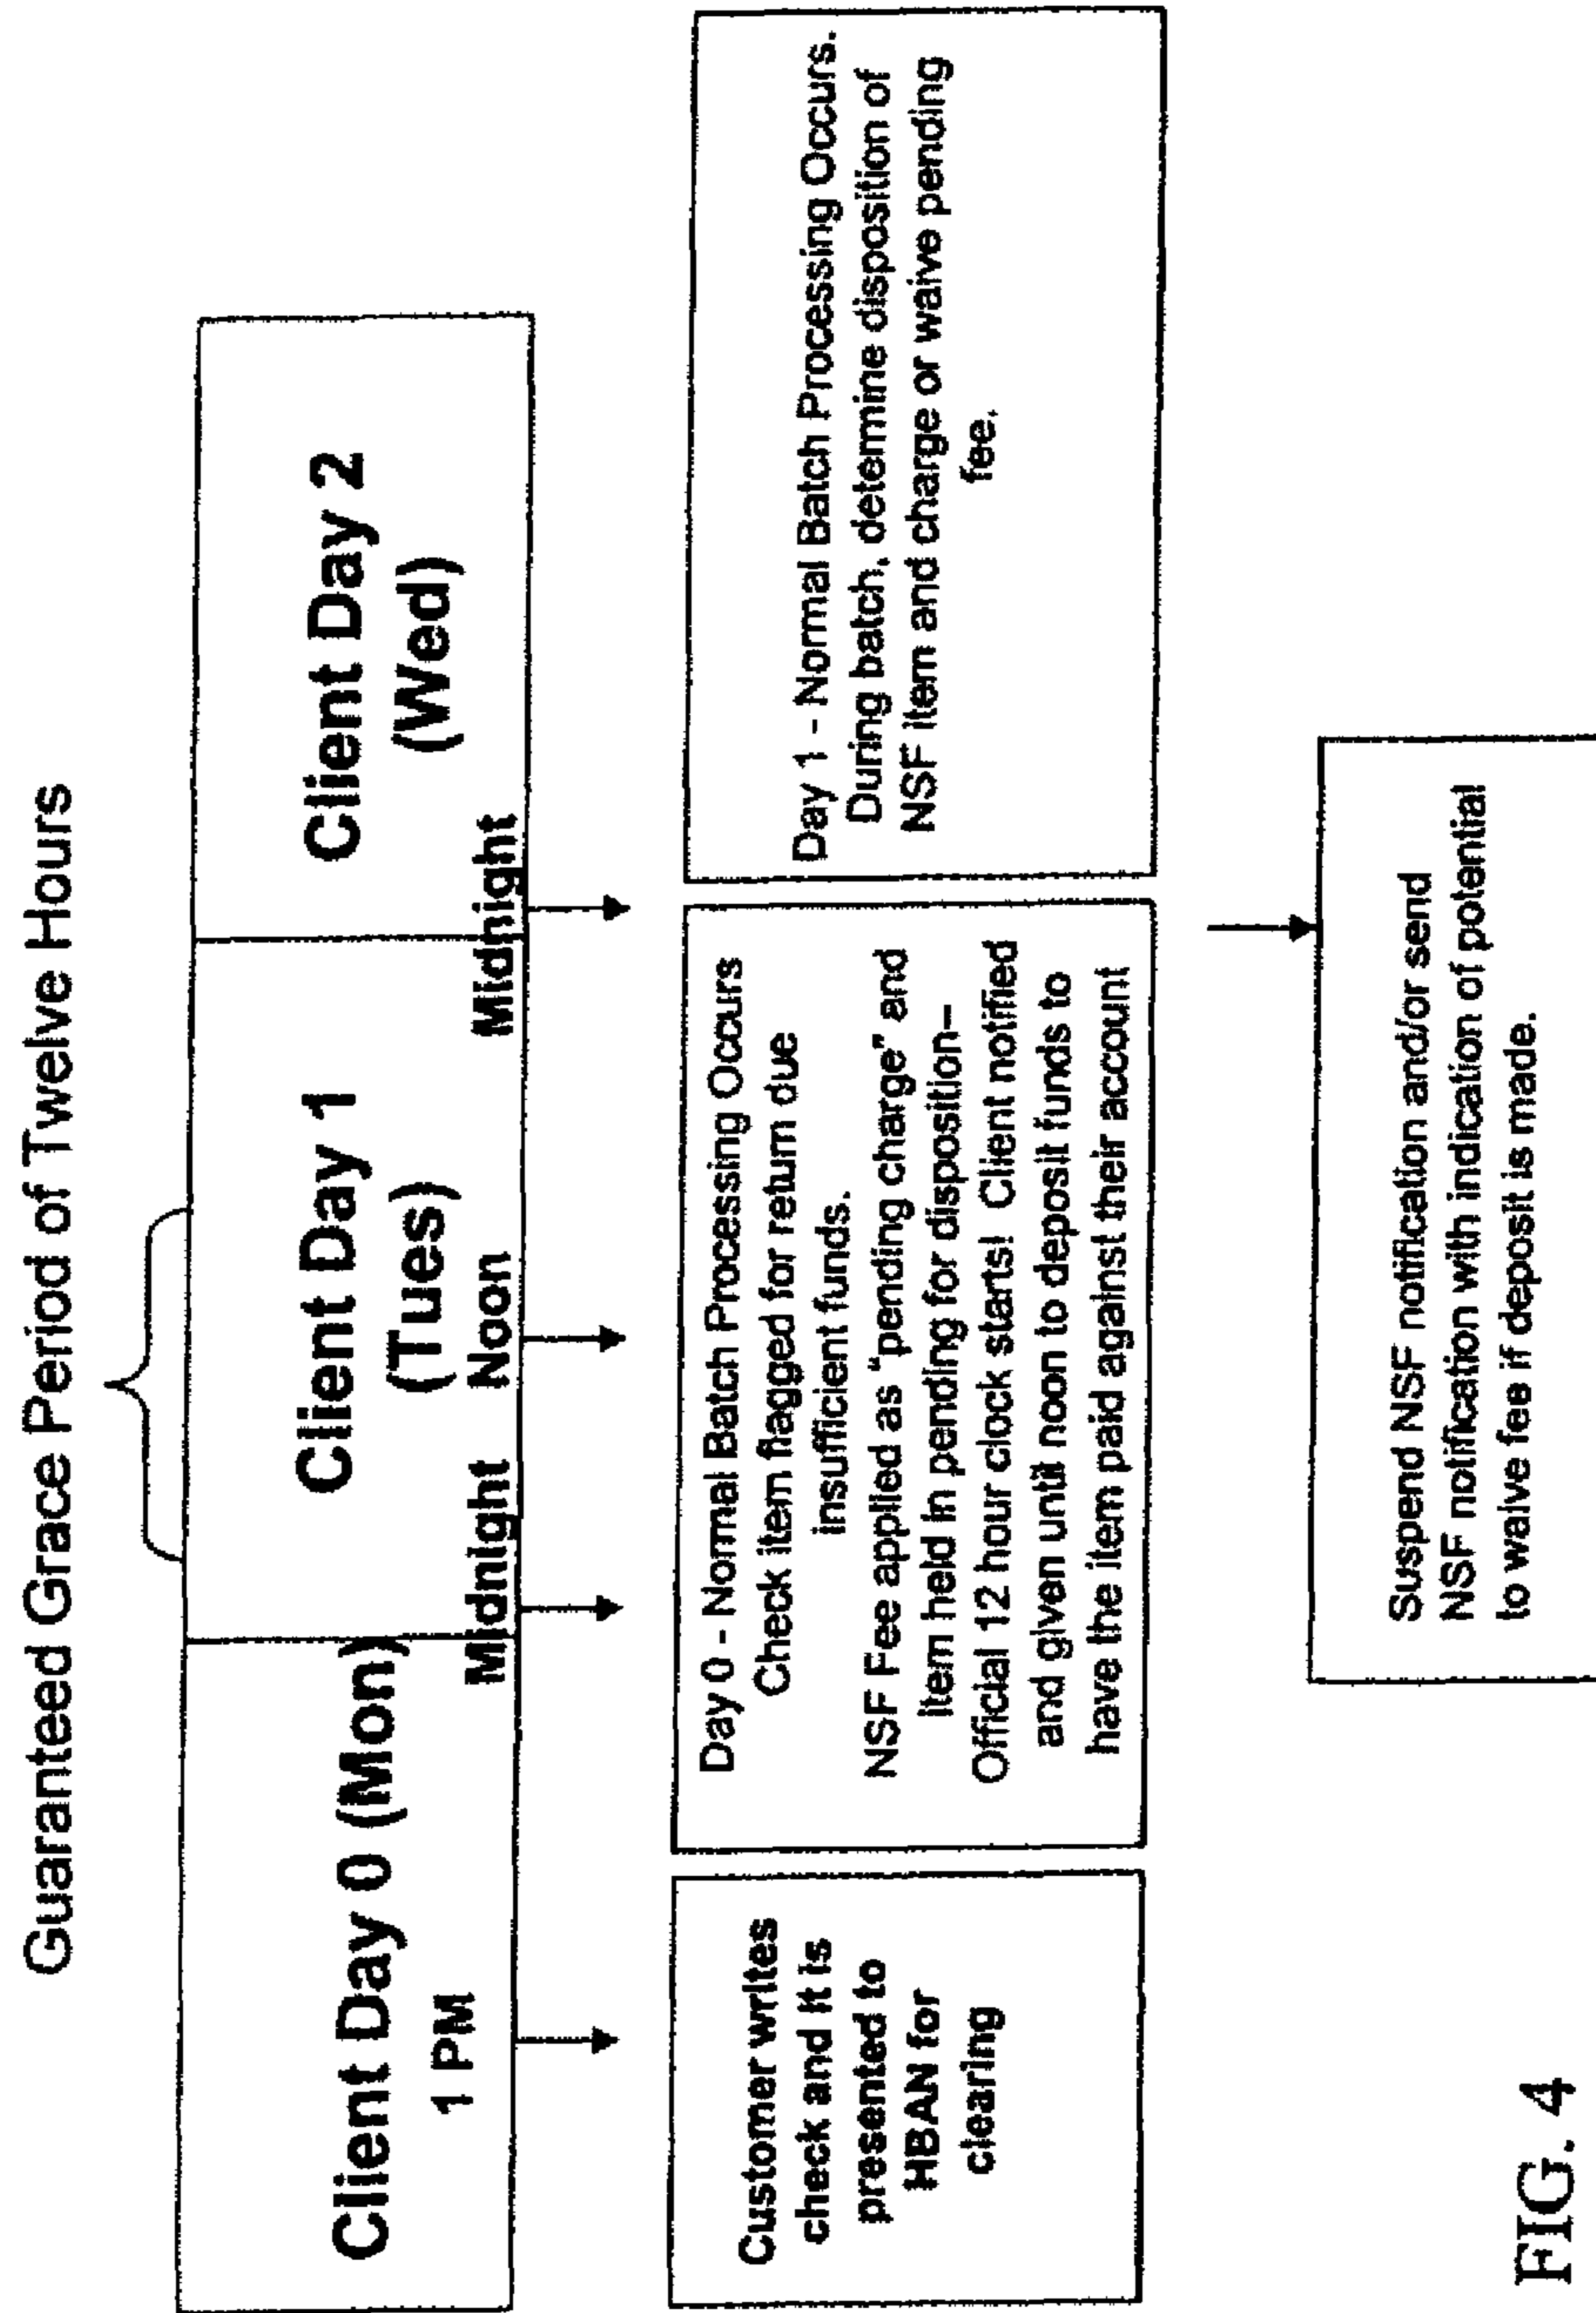 Guaranteed Grace Period of Twelve Hours
Client Day 0 (Mon)
1 PM
Client Day 1
(Tues)
Midnight Noon
Client Day 2
(Wed)
Midnight
Customer writes
check and it is
presented to
HBAN for
clearing
Day 0 - Normal Batch Processing Occurs
Check item flagged for return due
insufficient funds.
NSF Fee applied as "pending charge" and
item held in pending for disposition–
Official 12 hour clock starts! Client notified
and given until noon to deposit funds to
have the item paid against their account
Day 1 - Normal Batch Processing Occurs.
During batch, determine disposition of
NSF item and charge or waive pending
fee.
Suspend NSF notification and/or send
NSF notification with indication of potential
to waive fee if deposit is made.
FIG. 4